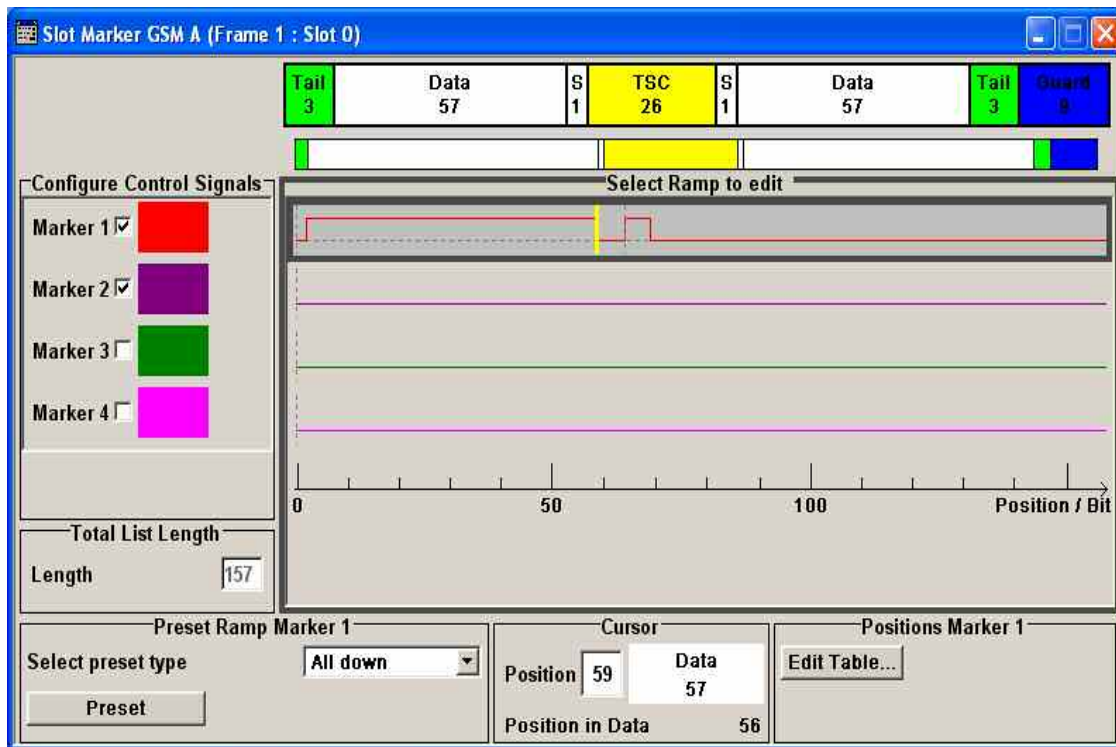 Slot Marker GSM A (Frame 1 : Slot 0)
Tail Data S TSC S Data Tail Guard
3 57 1 26 1 57 3 9
Configure Control Signals
Select Ramp to edit
Marker 1
Marker 2
Marker 3
Marker 4
0 50 100 Position / Bit
Total List Length
Length 157
Preset Ramp Marker 1
Select preset type All down
Preset
Cursor
Position 59 Data
57
Position in Data 56
Positions Marker 1
Edit Table...